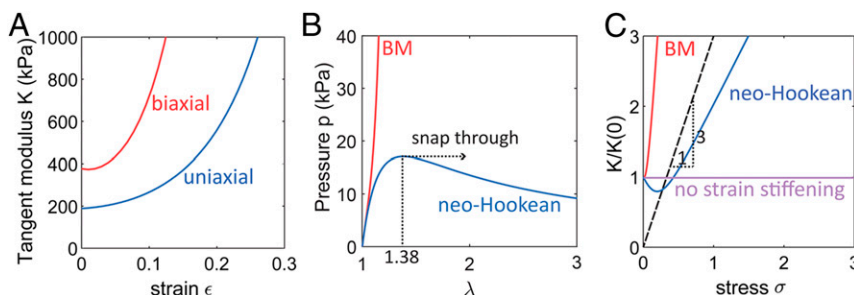 A
Tangent modulus K (kPa)
1000
800
600
400
200
0
biaxial
uniaxial
0
0.1
0.2
0.3
strain ϵ
B
Pressure p (kPa)
40
30
20
10
0
BM
snap through
neo-Hookean
1
1.38
2
3
λ
C
K/K(0)
3
2
1
0
BM
neo-Hookean
3
1
no strain stiffening
0
1
2
3
stress σ